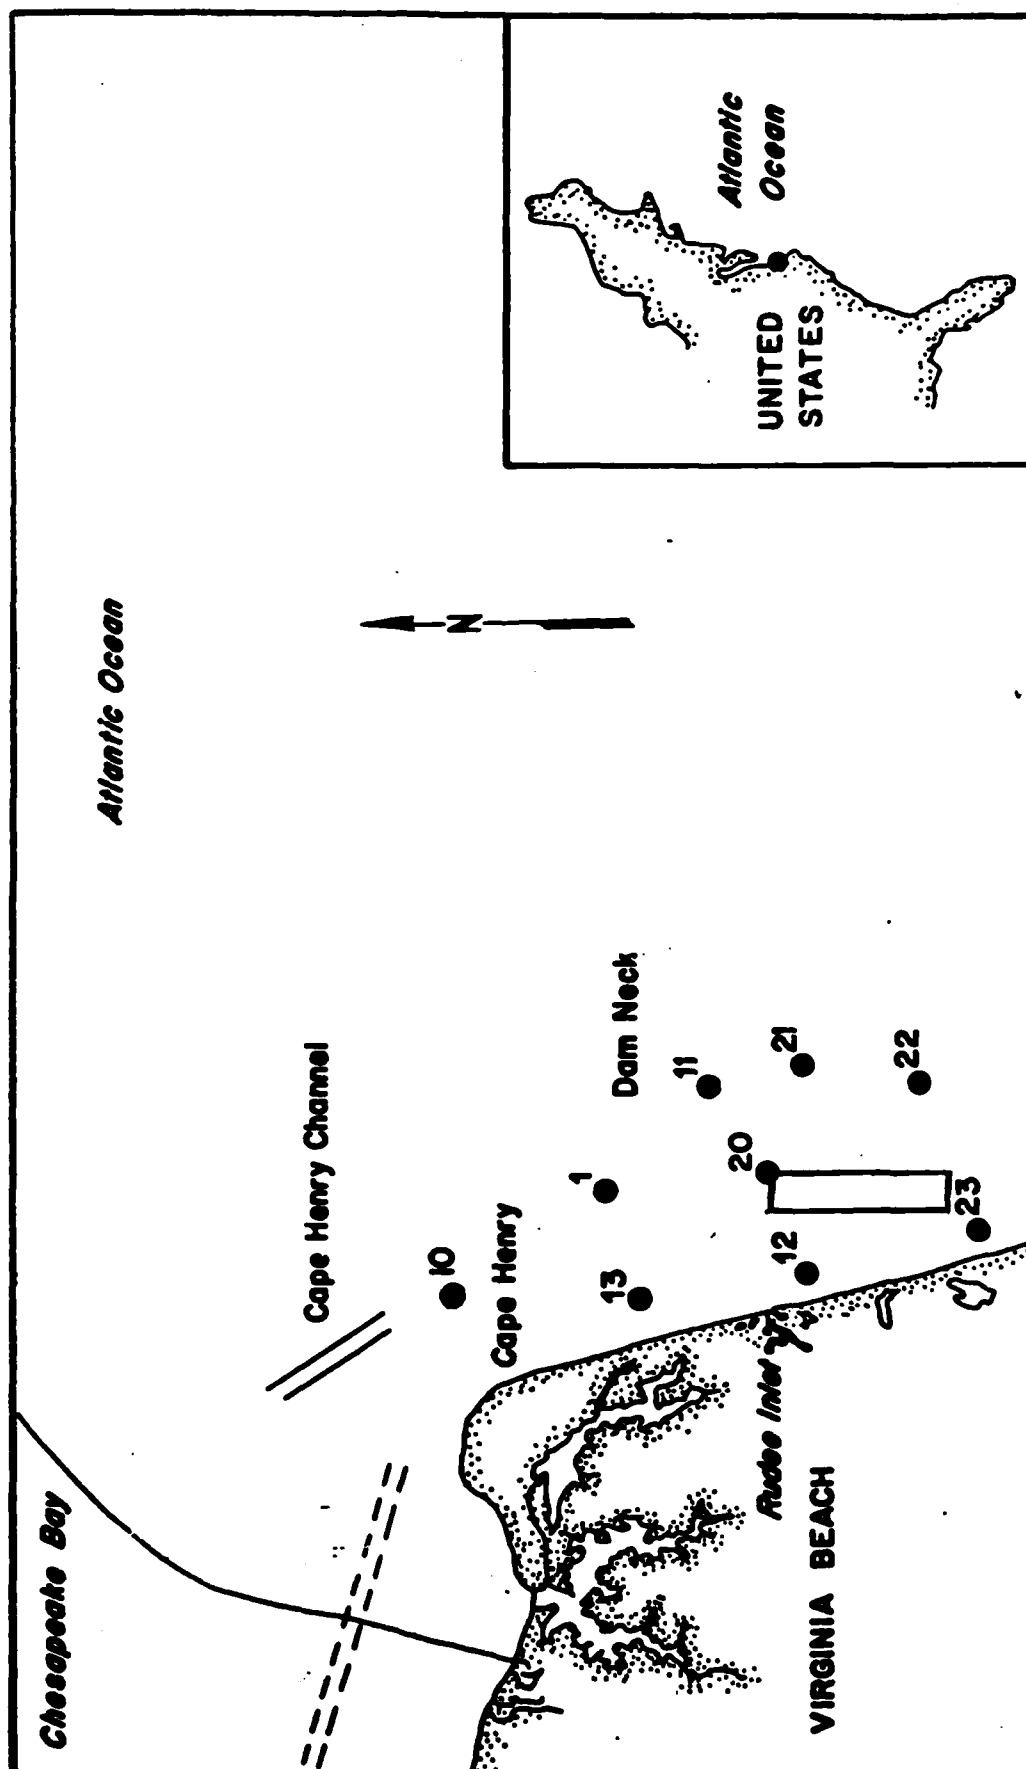 Chesapeake Bay
Atlantic Ocean
Cape Henry Channel
N
10
Cape Henry
1
13
Dam Neck
11
20
21
12
22
23
Rudee Inlet
VIRGINIA BEACH
Atlantic
Ocean
UNITED
STATES